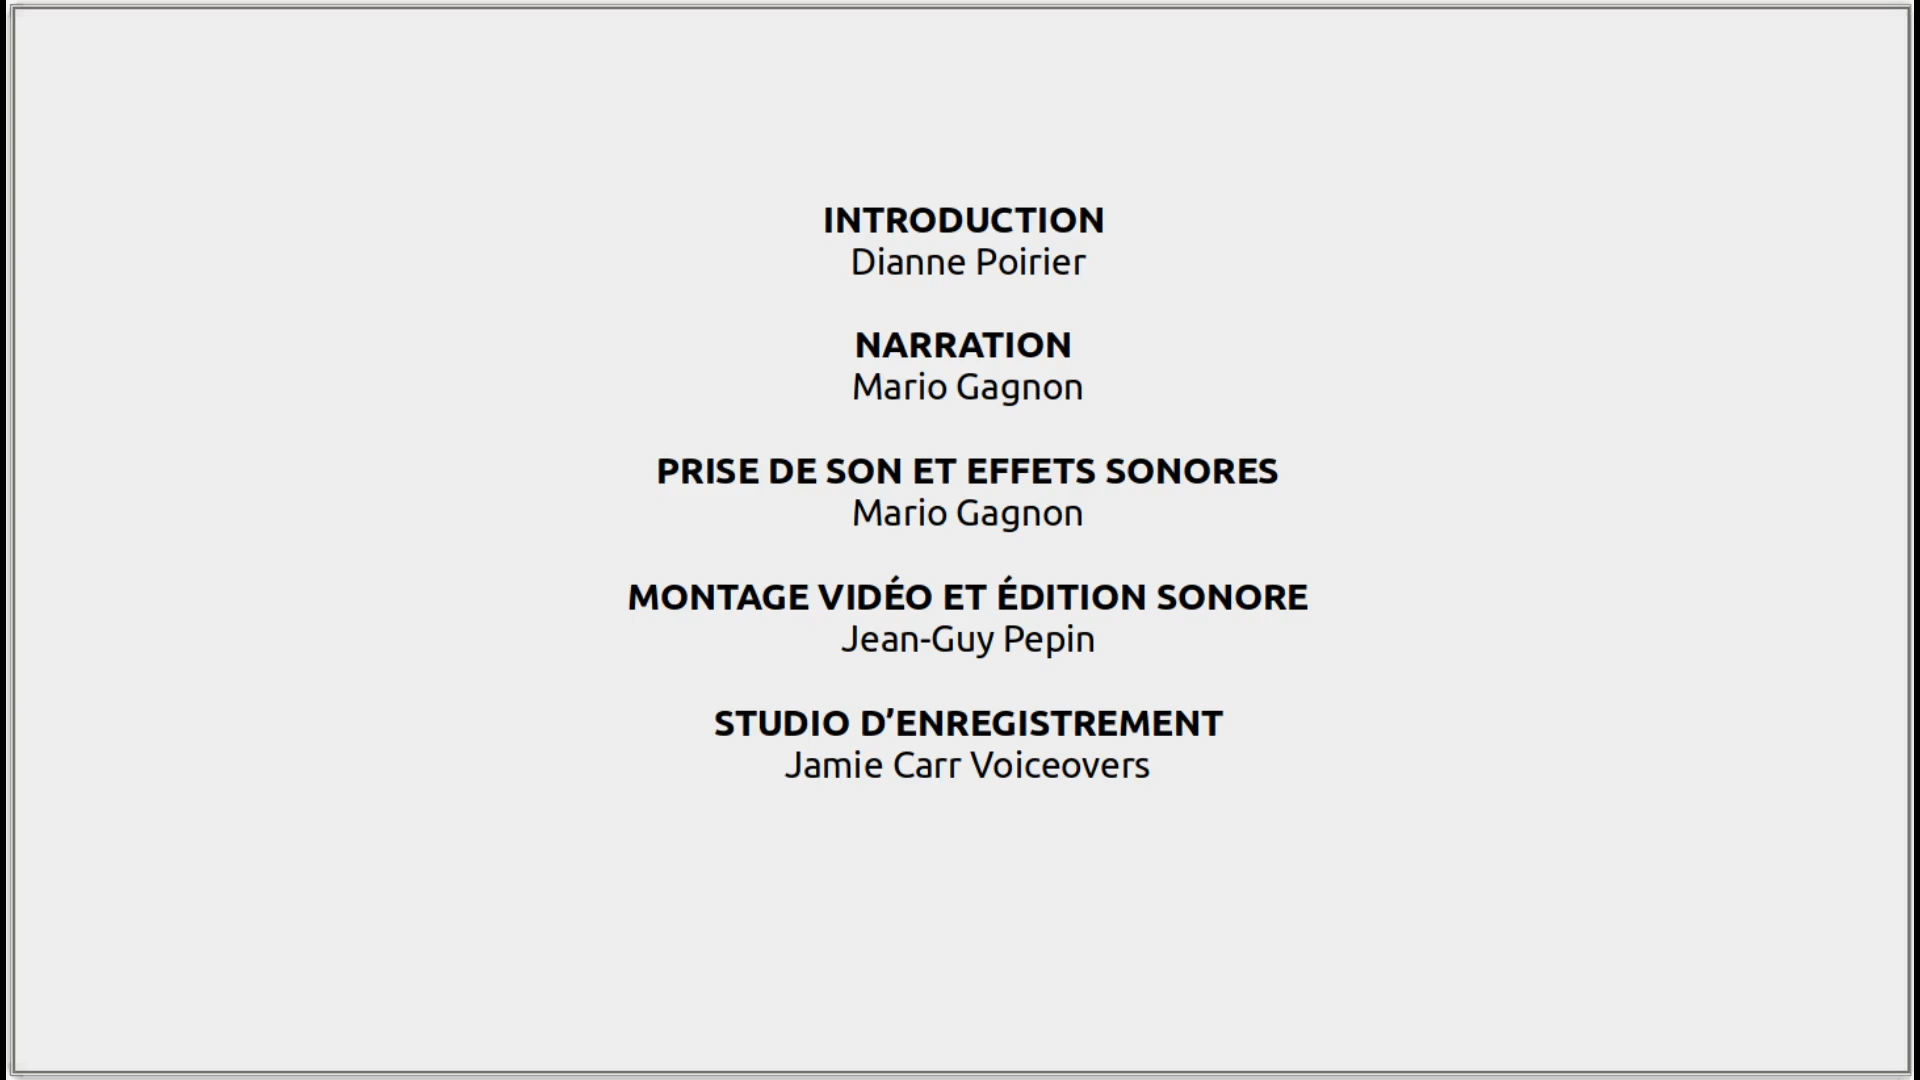 INTRODUCTION
Dianne Poirier
NARRATION
Mario Gagnon
PRISE DE SON ET EFFETS SONORES
Mario Gagnon
MONTAGE VIDÉO ET ÉDITION SONORE
Jean-Guy Pepin
STUDIO D’ENREGISTREMENT
Jamie Carr Voiceovers